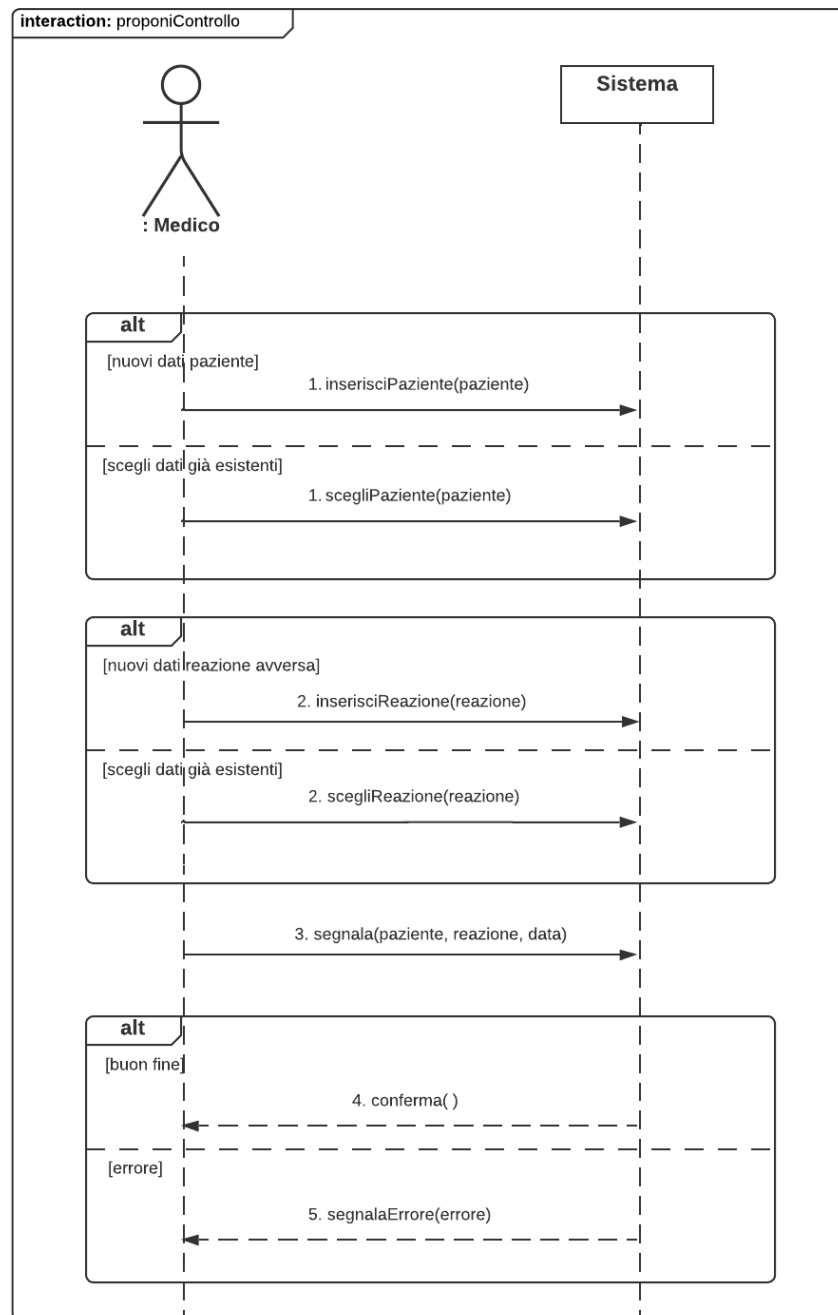 interaction: proponiControllo
Sistema
: Medico
alt
[nuovi dati paziente]
1. inserisciPaziente(paziente)
[scegli dati già esistenti]
1. scegliPaziente(paziente)
alt
[nuovi dati reazione avversa]
2. inserisciReazione(reazione)
[scegli dati già esistenti]
2. scegliReazione(reazione)
3. segnala(paziente, reazione, data)
alt
[buon fine]
4. conferma( )
[errore]
5. segnalaErrore(errore)